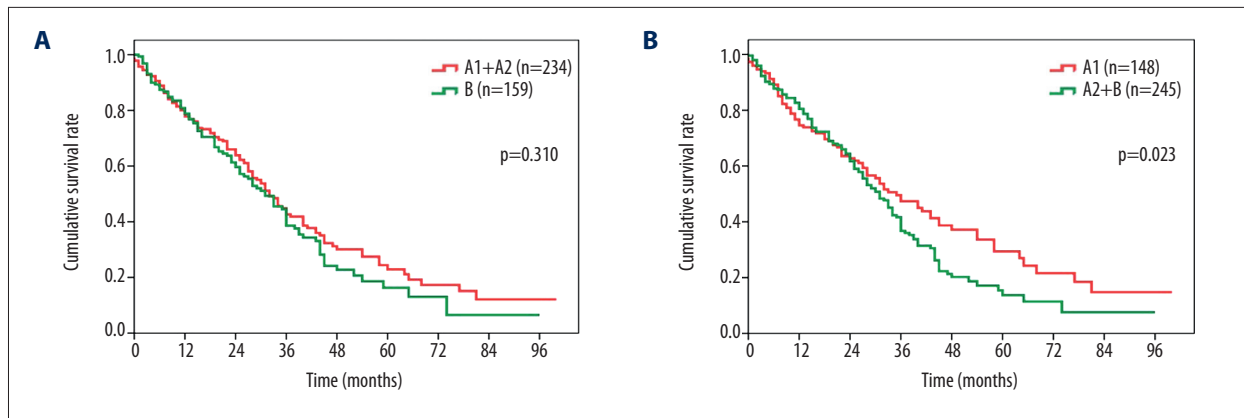 A
Cumulative survival rate
1.0
0.8
0.6
0.4
0.2
0.0
0 12 24 36 48 60 72 84 96
Time (months)
A1+A2 (n=234)
B (n=159)
p=0.310
B
Cumulative survival rate
1.0
0.8
0.6
0.4
0.2
0.0
0 12 24 36 48 60 72 84 96
Time (months)
A1 (n=148)
A2+B (n=245)
p=0.023